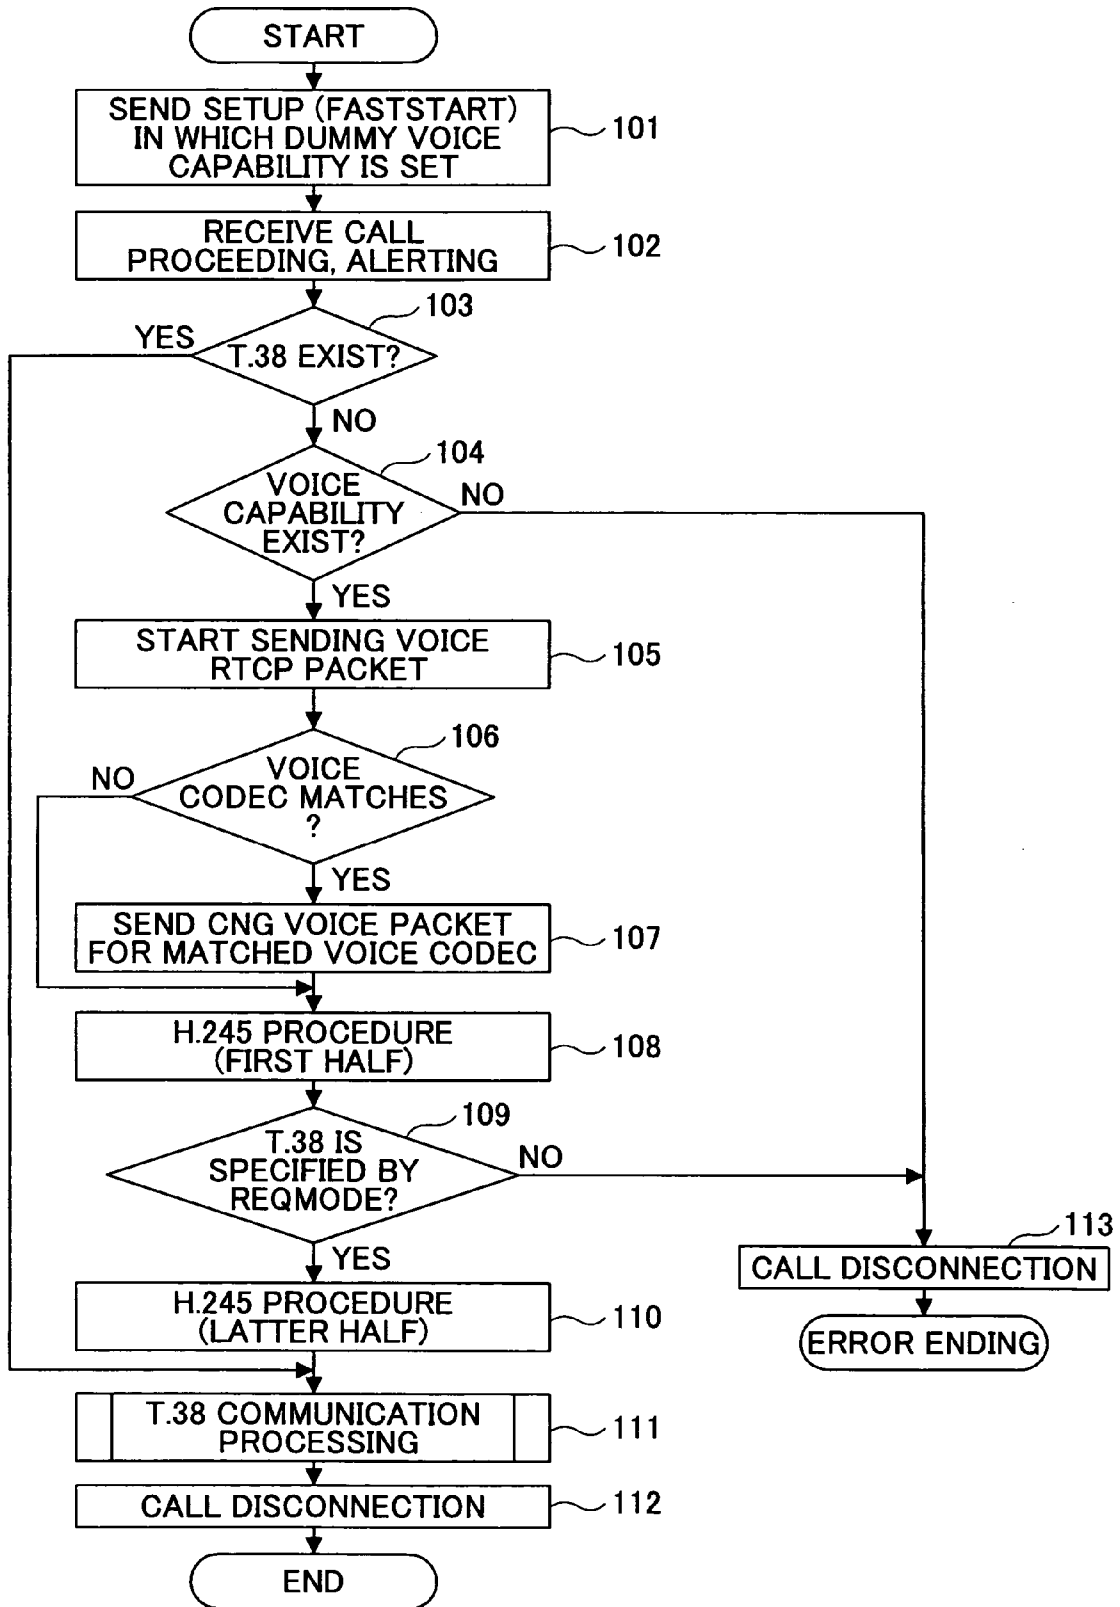 START
SEND SETUP (FASTSTART)
IN WHICH DUMMY VOICE
CAPABILITY IS SET
101
RECEIVE CALL
PROCEEDING, ALERTING
102
103
YES
T.38 EXIST?
NO
104
VOICE
CAPABILITY
EXIST?
NO
YES
START SENDING VOICE
RTCP PACKET
105
106
NO
VOICE
CODEC MATCHES
?
YES
SEND CNG VOICE PACKET
FOR MATCHED VOICE CODEC
107
H.245 PROCEDURE
(FIRST HALF)
108
109
T.38 IS
SPECIFIED BY
REQMODE?
NO
YES
113
CALL DISCONNECTION
ERROR ENDING
H.245 PROCEDURE
(LATTER HALF)
110
T.38 COMMUNICATION
PROCESSING
111
CALL DISCONNECTION
112
END